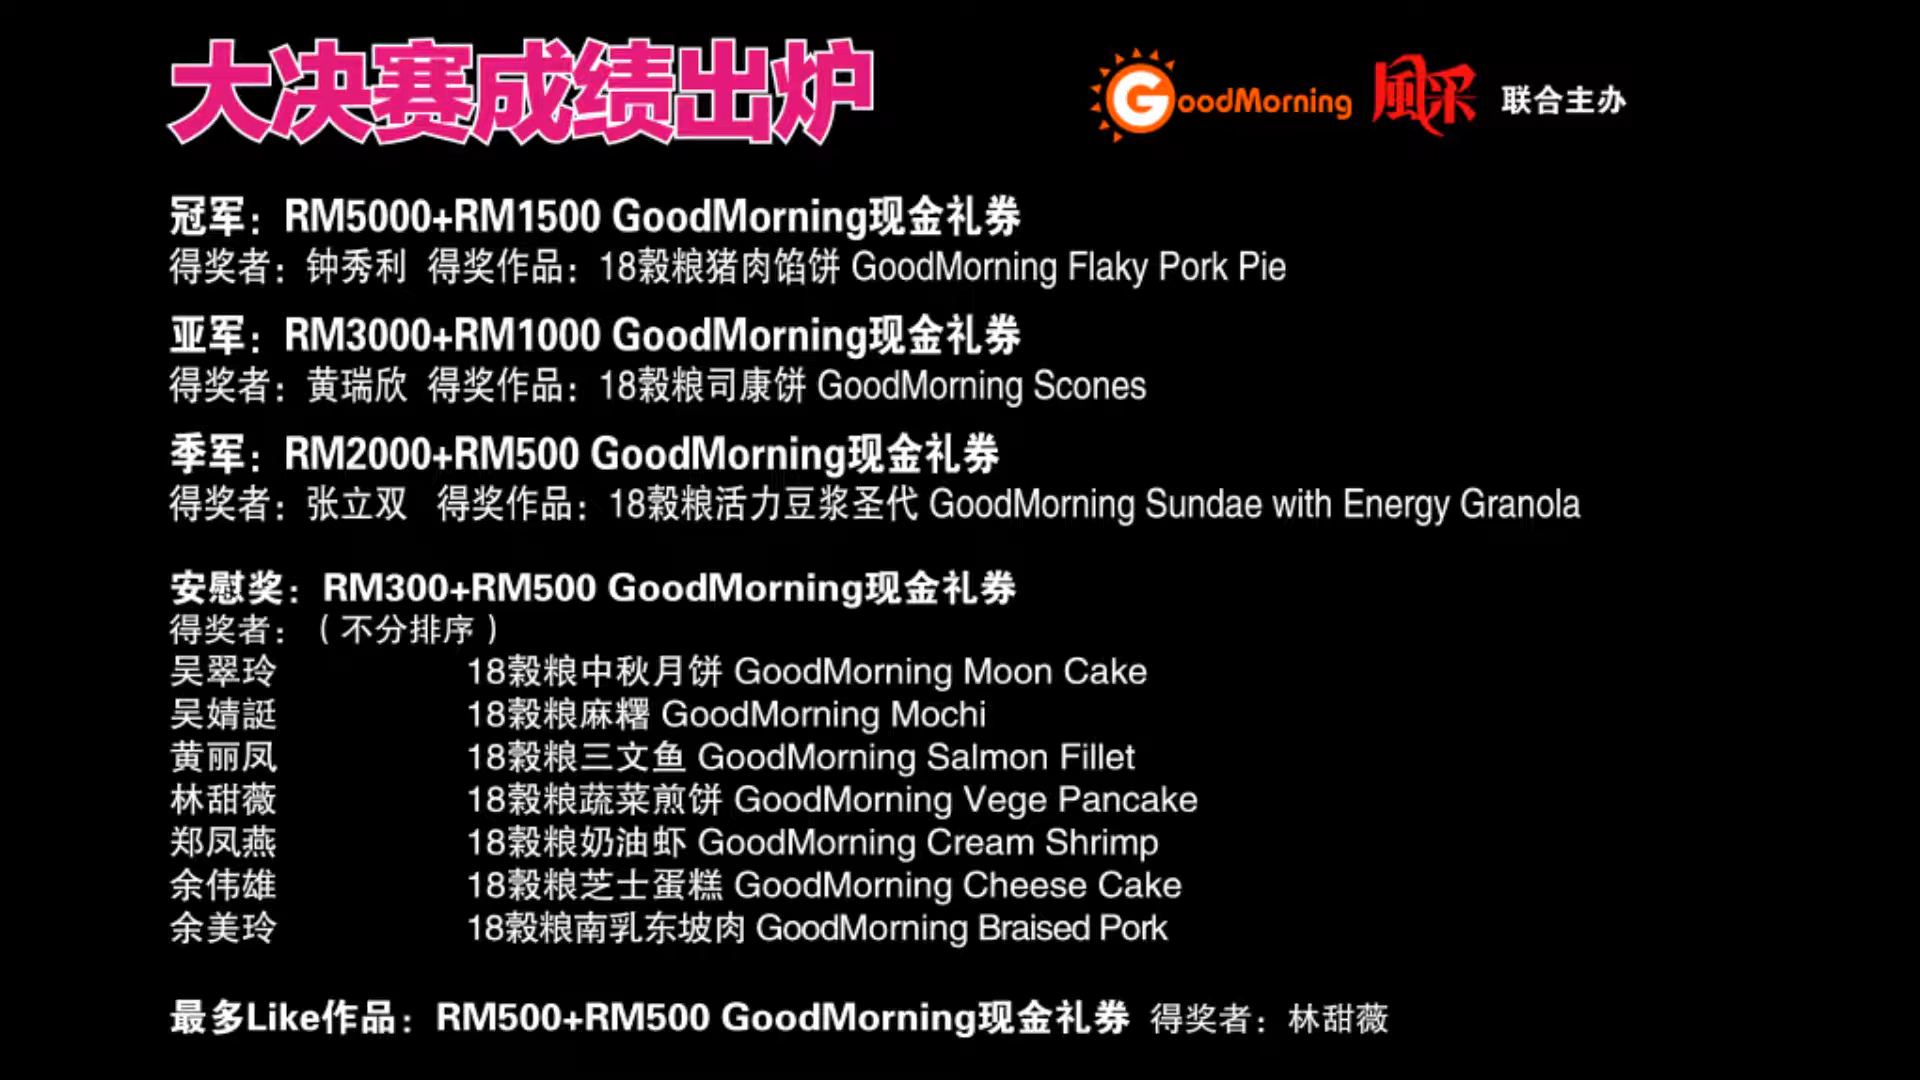 大决赛成绩出炉
GoodMorning 風采 联合主办
冠军：RM5000+RM1500 GoodMorning现金礼券
得奖者：钟秀利 得奖作品：18榖粮猪肉馅饼 GoodMorning Flaky Pork Pie
亚军：RM3000+RM1000 GoodMorning现金礼券
得奖者：黄瑞欣 得奖作品：18榖粮司康饼 GoodMorning Scones
季军：RM2000+RM500 GoodMorning现金礼券
得奖者：张立双 得奖作品：18榖粮活力豆浆圣代 GoodMorning Sundae with Energy Granola
安慰奖：RM300+RM500 GoodMorning现金礼券
得奖者：（不分排序）
吴翠玲 18榖粮中秋月饼 GoodMorning Moon Cake
吴婧誔 18榖粮麻糬 GoodMorning Mochi
黄丽凤 18榖粮三文鱼 GoodMorning Salmon Fillet
林甜薇 18榖粮蔬菜煎饼 GoodMorning Vege Pancake
郑凤燕 18榖粮奶油虾 GoodMorning Cream Shrimp
余伟雄 18榖粮芝士蛋糕 GoodMorning Cheese Cake
余美玲 18榖粮南乳东坡肉 GoodMorning Braised Pork
最多Like作品：RM500+RM500 GoodMorning现金礼券 得奖者：林甜薇